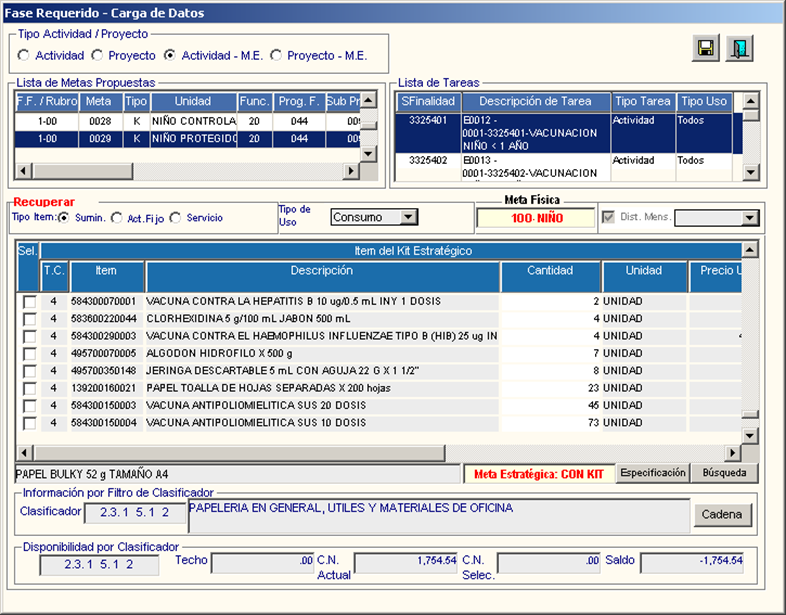 Fase Requerido - Carga de Datos
Tipo Actividad / Proyecto
Actividad Proyecto Actividad - M.E. Proyecto - M.E.
Lista de Metas Propuestas
F.F. / Rubro Meta Tipo Unidad Func. Prog. F. Sub Pr
1-00 0028 K NIÑO CONTROLA 20 044 00
1-00 0029 K NIÑO PROTEGIDO 20 044 00
Lista de Tareas
SFinalidad Descripción de Tarea Tipo Tarea Tipo Uso
3325401 E0012 - Actividad Todos
0001-3325401-VACUNACION
NIÑO < 1 AÑO
3325402 E0013 - Actividad Todos
0001-3325402-VACUNACION
Recuperar
Tipo Item: Sumin. Act.Fijo Servicio
Tipo de
Uso
Consumo
Meta Física
100- NIÑO
Dist. Mens.
Sel. Item del Kit Estratégico
T.C. Item Descripción Cantidad Unidad Precio U
4 584300070001 VACUNA CONTRA LA HEPATITIS B 10 ug/0.5 mL INY 1 DOSIS 2 UNIDAD
4 583600220044 CLORHEXIDINA 5 g/100 mL JABON 500 mL 4 UNIDAD
4 584300290003 VACUNA CONTRA EL HAEMOPHILUS INFLUENZAE TIPO B (HIB) 25 ug IN 4 UNIDAD
4 495700070005 ALGODON HIDROFILO X 500 g 7 UNIDAD
4 495700350148 JERINGA DESCARTABLE 5 mL CON AGUJA 22 G X 1 1/2" 8 UNIDAD
4 139200160021 PAPEL TOALLA DE HOJAS SEPARADAS X 200 hojas 23 UNIDAD
4 584300150003 VACUNA ANTIPOLIOMIELITICA SUS 20 DOSIS 45 UNIDAD
4 584300150004 VACUNA ANTIPOLIOMIELITICA SUS 10 DOSIS 73 UNIDAD
PAPEL BULKY 52 g TAMAÑO A4
Meta Estratégica: CON KIT
Especificación
Búsqueda
Información por Filtro de Clasificador
Clasificador 2.3. 1 5. 1 2 PAPELERIA EN GENERAL, UTILES Y MATERIALES DE OFICINA
Cadena
Disponibilidad por Clasificador
2.3. 1 5. 1 2 Techo .00 C.N. Actual 1,754.54 C.N. Selec. .00 Saldo -1,754.54